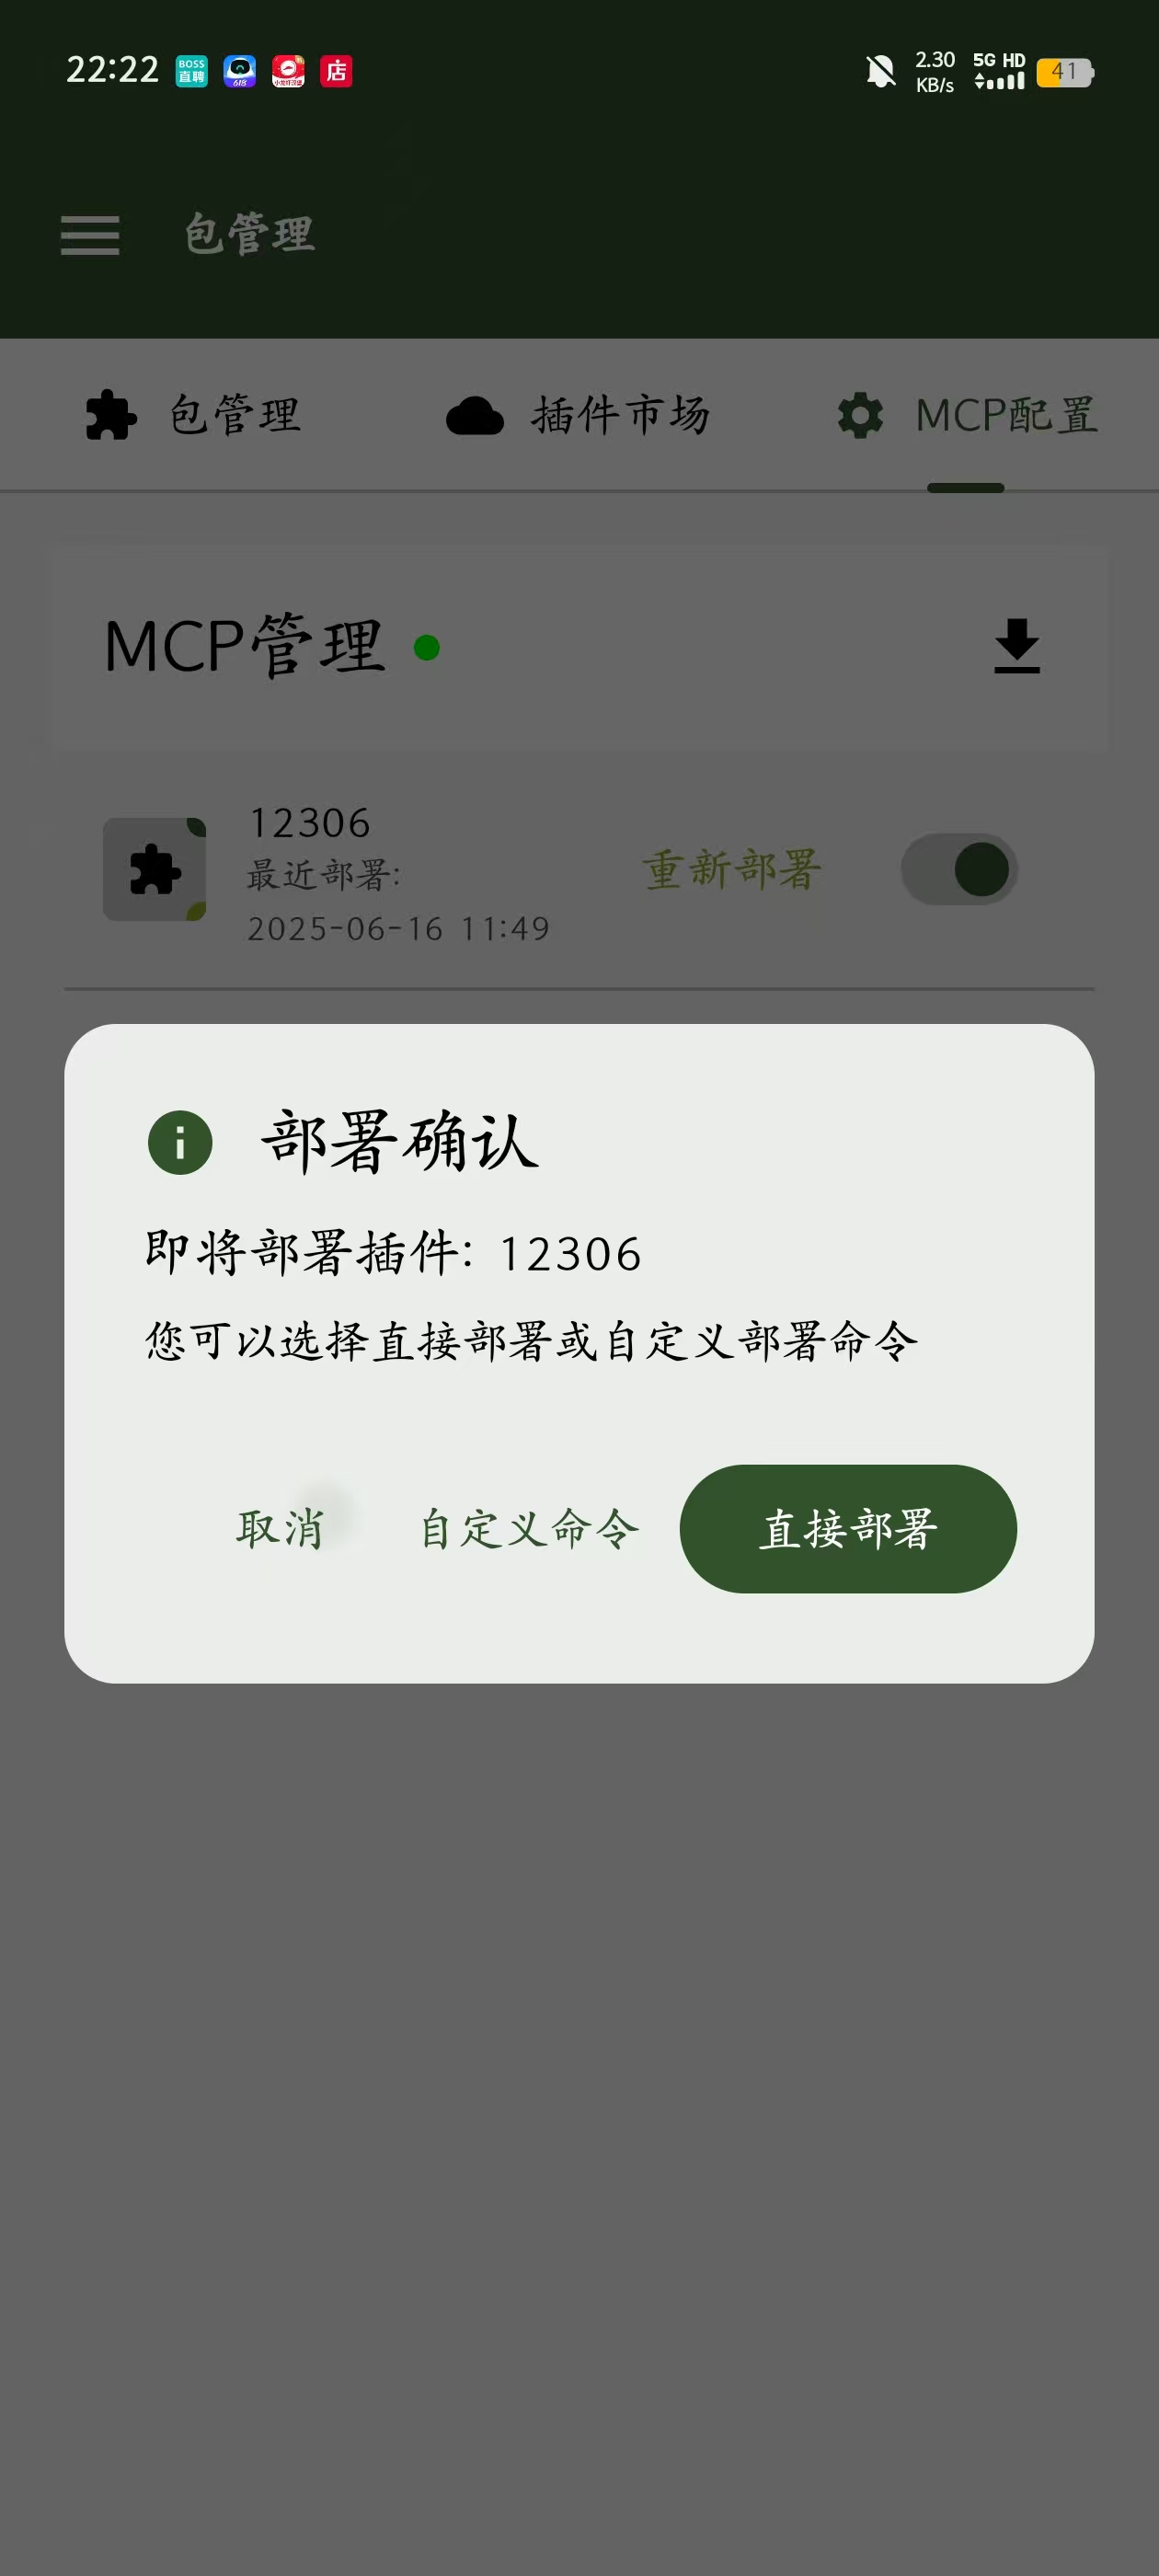 22:22
BOSS
直聘
618
店
2.30
KB/s
5G HD
41
包管理
包管理
插件市场
MCP配置
MCP管理
12306
最近部署:
2025-06-16 11:49
重新部署
部署确认
即将部署插件: 12306
您可以选择直接部署或自定义部署命令
取消
自定义命令
直接部署